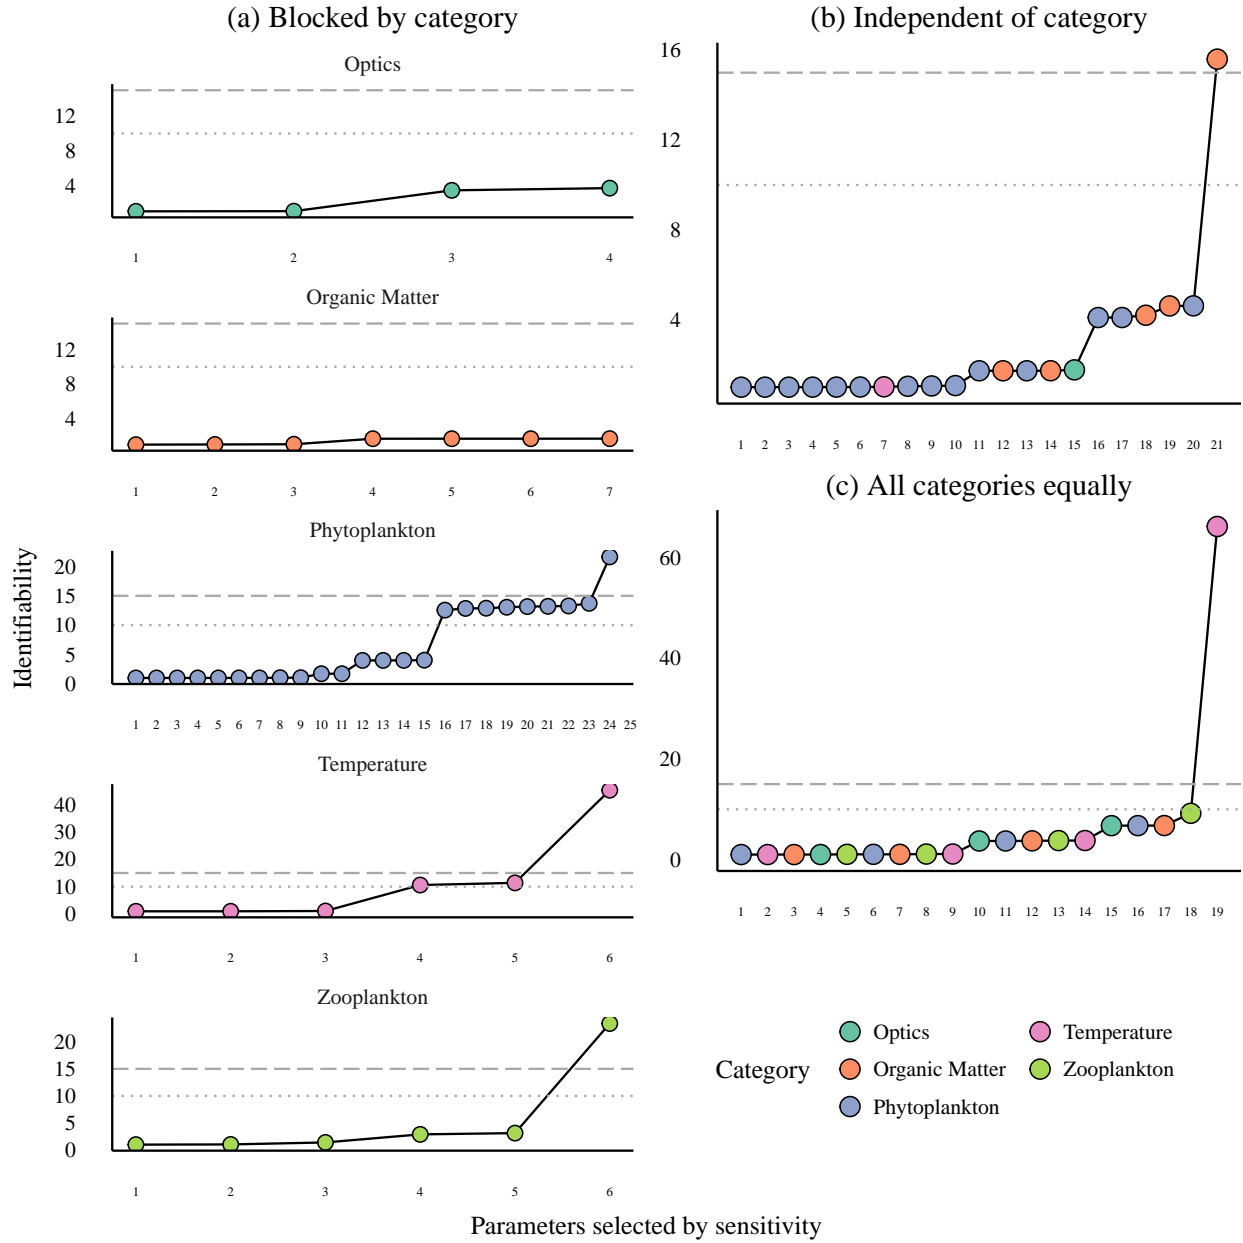 (a) Blocked by category
Optics
12
8
4
1 2 3 4
Organic Matter
12
8
4
1 2 3 4 5 6 7
Phytoplankton
20
15
10
5
0
1 2 3 4 5 6 7 8 9 10 11 12 13 14 15 16 17 18 19 20 21 22 23 24 25
Temperature
40
30
20
10
0
1 2 3 4 5 6
Zooplankton
20
15
10
5
0
1 2 3 4 5 6
Identifiability
Parameters selected by sensitivity
(b) Independent of category
16
12
8
4
1 2 3 4 5 6 7 8 9 10 11 12 13 14 15 16 17 18 19 20 21
(c) All categories equally
60
40
20
0
1 2 3 4 5 6 7 8 9 10 11 12 13 14 15 16 17 18 19
Category
Optics
Organic Matter
Phytoplankton
Temperature
Zooplankton